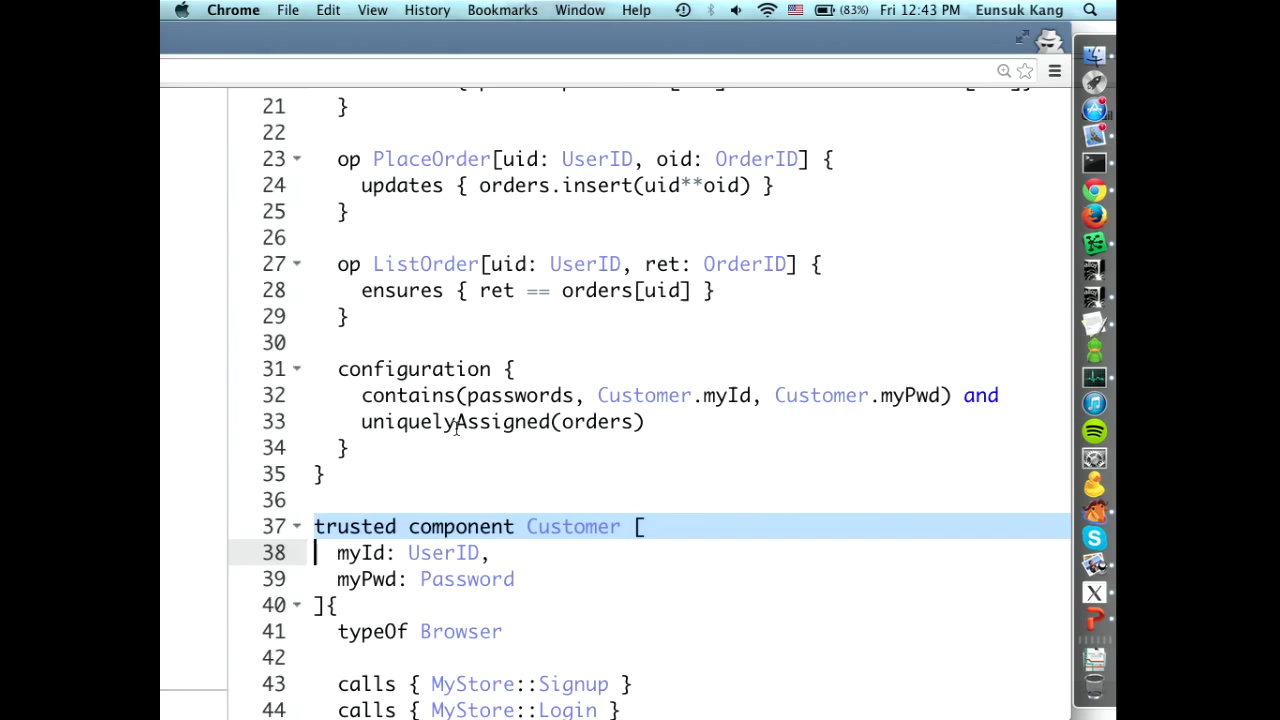 Chrome File Edit View History Bookmarks Window Help (83%) Fri 12:43 PM Eunsuk Kang
21 }
22
23 op PlaceOrder[uid: UserID, oid: OrderID] {
24 updates { orders.insert(uid**oid) }
25 }
26
27 op ListOrder[uid: UserID, ret: OrderID] {
28 ensures { ret == orders[uid] }
29 }
30
31 configuration {
32 contains(passwords, Customer.myId, Customer.myPwd) and
33 uniquelyAssigned(orders)
34 }
35 }
36
37 trusted component Customer [
38 myId: UserID,
39 myPwd: Password
40 ]{
41 typeOf Browser
42
43 calls { MyStore::Signup }
44 calls { MyStore::Login }